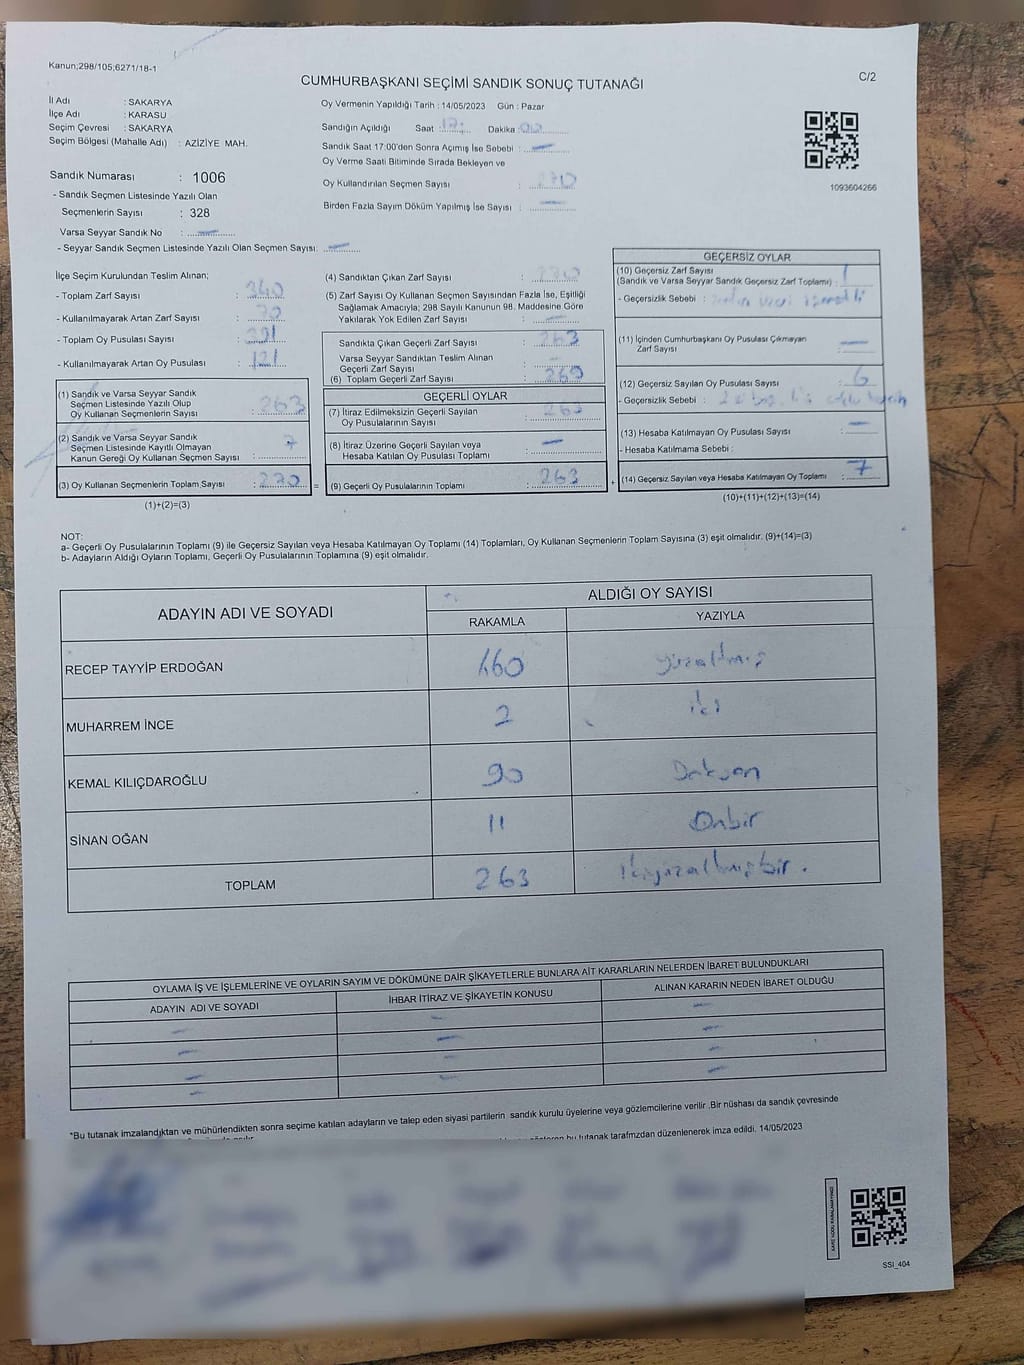 Kanun;298/105;6271/18-1
C/2
CUMHURBAŞKANI SEÇİMİ SANDIK SONUÇ TUTANAĞI
İl Adı : SAKARYA
İlçe Adı : KARASU
Seçim Çevresi : SAKARYA
Seçim Bölgesi (Mahalle Adı) : AZİZİYE MAH.
Sandık Numarası : 1006
- Sandık Seçmen Listesinde Yazılı Olan
Seçmenlerin Sayısı : 328
Varsa Seyyar Sandık No : —
- Seyyar Sandık Seçmen Listesinde Yazılı Olan Seçmen Sayısı: —
Oy Vermenin Yapıldığı Tarih : 14/05/2023 Gün : Pazar
Sandığın Açıldığı Saat : 17: Dakika : 00
Sandık Saat 17:00'den Sonra Açımış İse Sebebi : —
Oy Verme Saati Bitiminde Sırada Bekleyen ve
Oy Kullandırılan Seçmen Sayısı : 270
Birden Fazla Sayım Döküm Yapılmış İse Sayısı : —
1093604266
İlçe Seçim Kurulundan Teslim Alınan;
- Toplam Zarf Sayısı : 340
- Kullanılmayarak Artan Zarf Sayısı : 70
- Toplam Oy Pusulası Sayısı : 391
- Kullanılmayarak Artan Oy Pusulası : 121
(1) Sandık ve Varsa Seyyar Sandık
Seçmen Listesinde Yazılı Olup
Oy Kullanan Seçmenlerin Sayısı : 263
(2) Sandık ve Varsa Seyyar Sandık
Seçmen Listesinde Kayıtlı Olmayan
Kanun Gereği Oy Kullanan Seçmen Sayısı : 7
(3) Oy Kullanan Seçmenlerin Toplam Sayısı : 270
(1)+(2)=(3)
(4) Sandıktan Çıkan Zarf Sayısı : 270
(5) Zarf Sayısı Oy Kullanan Seçmen Sayısından Fazla İse, Eşitliği
Sağlamak Amacıyla; 298 Sayılı Kanunun 98. Maddesine Göre
Yakılarak Yok Edilen Zarf Sayısı : —
Sandıkta Çıkan Geçerli Zarf Sayısı : 263
Varsa Seyyar Sandıktan Teslim Alınan
Geçerli Zarf Sayısı : —
(6) Toplam Geçerli Zarf Sayısı : 269
GEÇERLİ OYLAR
(7) İtiraz Edilmeksizin Geçerli Sayılan
Oy Pusulalarının Sayısı : 263
(8) İtiraz Üzerine Geçerli Sayılan veya
Hesaba Katılan Oy Pusulası Toplamı : —
(9) Geçerli Oy Pusulalarının Toplamı : 263
GEÇERSİZ OYLAR
(10) Geçersiz Zarf Sayısı
(Sandık ve Varsa Seyyar Sandık Geçersiz Zarf Toplamı) : 1
- Geçersizlik Sebebi :
(11) İçinden Cumhurbaşkanı Oy Pusulası Çıkmayan
Zarf Sayısı : —
(12) Geçersiz Sayılan Oy Pusulası Sayısı : 6
- Geçersizlik Sebebi :
(13) Hesaba Katılmayan Oy Pusulası Sayısı : —
- Hesaba Katılmama Sebebi :
(14) Geçersiz Sayılan veya Hesaba Katılmayan Oy Toplamı : 7
(10)+(11)+(12)+(13)=(14)
NOT:
a- Geçerli Oy Pusulalarının Toplamı (9) ile Geçersiz Sayılan veya Hesaba Katılmayan Oy Toplamı (14) Toplamları, Oy Kullanan Seçmenlerin Toplam Sayısına (3) eşit olmalıdır. (9)+(14)=(3)
b- Adayların Aldığı Oyların Toplamı, Geçerli Oy Pusulalarının Toplamına (9) eşit olmalıdır.
ADAYIN ADI VE SOYADI ALDIĞI OY SAYISI
RAKAMLA YAZIYLA
RECEP TAYYİP ERDOĞAN 160 yüzaltmış
MUHARREM İNCE 2 iki
KEMAL KILIÇDAROĞLU 90 Doksan
SİNAN OĞAN 11 Onbir
TOPLAM 263
OYLAMA İŞ VE İŞLEMLERİNE VE OYLARIN SAYIM VE DÖKÜMÜNE DAİR ŞİKAYETLERLE BUNLARA AİT KARARLARIN NELERDEN İBARET BULUNDUKLARI
ADAYIN ADI VE SOYADI İHBAR İTİRAZ VE ŞİKAYETİN KONUSU ALINAN KARARIN NEDEN İBARET OLDUĞU
*Bu tutanak imzalandıktan ve mühürlendikten sonra seçime katılan adayların ve talep eden siyasi partilerin sandık kurulu üyelerine veya gözlemcilerine verilir .Bir nüshası da sandık çevresinde
bu tutanak tarafımzdan düzenlenerek imza edildi. 14/05/2023
SSI_404